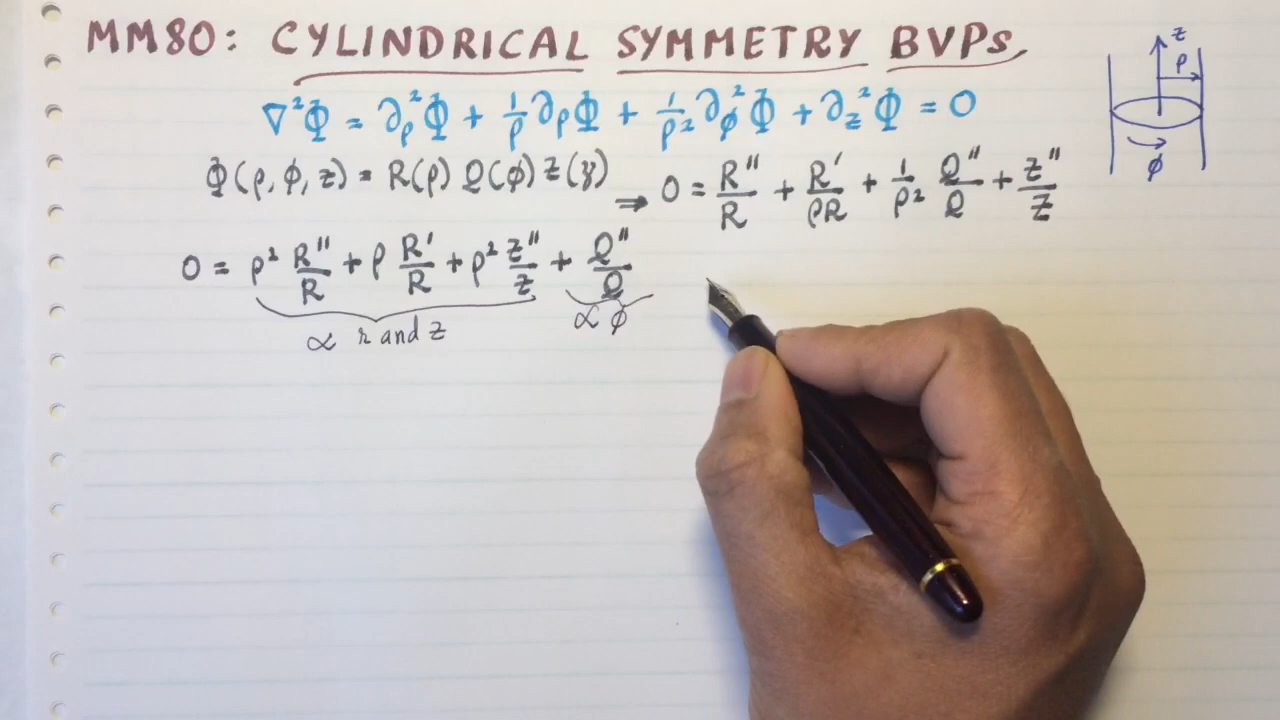 MM80: CYLINDRICAL SYMMETRY BVPs,
∇²Φ = ∂ρ²Φ + 1/ρ ∂ρΦ + 1/ρ² ∂φ²Φ + ∂z²Φ = 0
Φ(ρ, φ, z) = R(ρ) Q(φ) Z(z) ⇒ 0 = R''/R + R'/ρR + 1/ρ² Q''/Q + Z''/Z
0 = ρ² R''/R + ρ R'/R + ρ² Z''/Z + Q''/Q
∝ r and z ∝ φ
z
ρ
φ